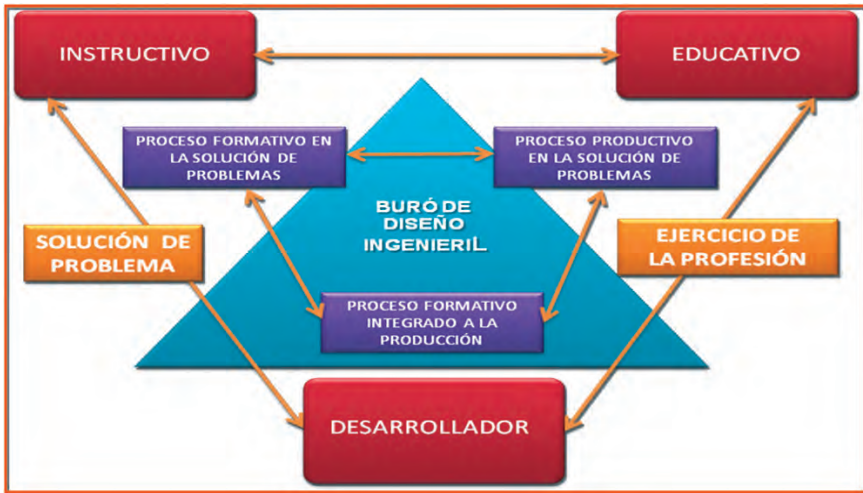 INSTRUCTIVO
EDUCATIVO
PROCESO FORMATIVO EN
LA SOLUCIÓN DE
PROBLEMAS
PROCESO PRODUCTIVO
EN LA SOLUCIÓN DE
PROBLEMAS
BURÓ DE
DISEÑO
INGENIERIL
SOLUCIÓN DE
PROBLEMA
EJERCICIO DE
LA PROFESIÓN
PROCESO FORMATIVO
INTEGRADO A LA
PRODUCCIÓN
DESARROLLADOR